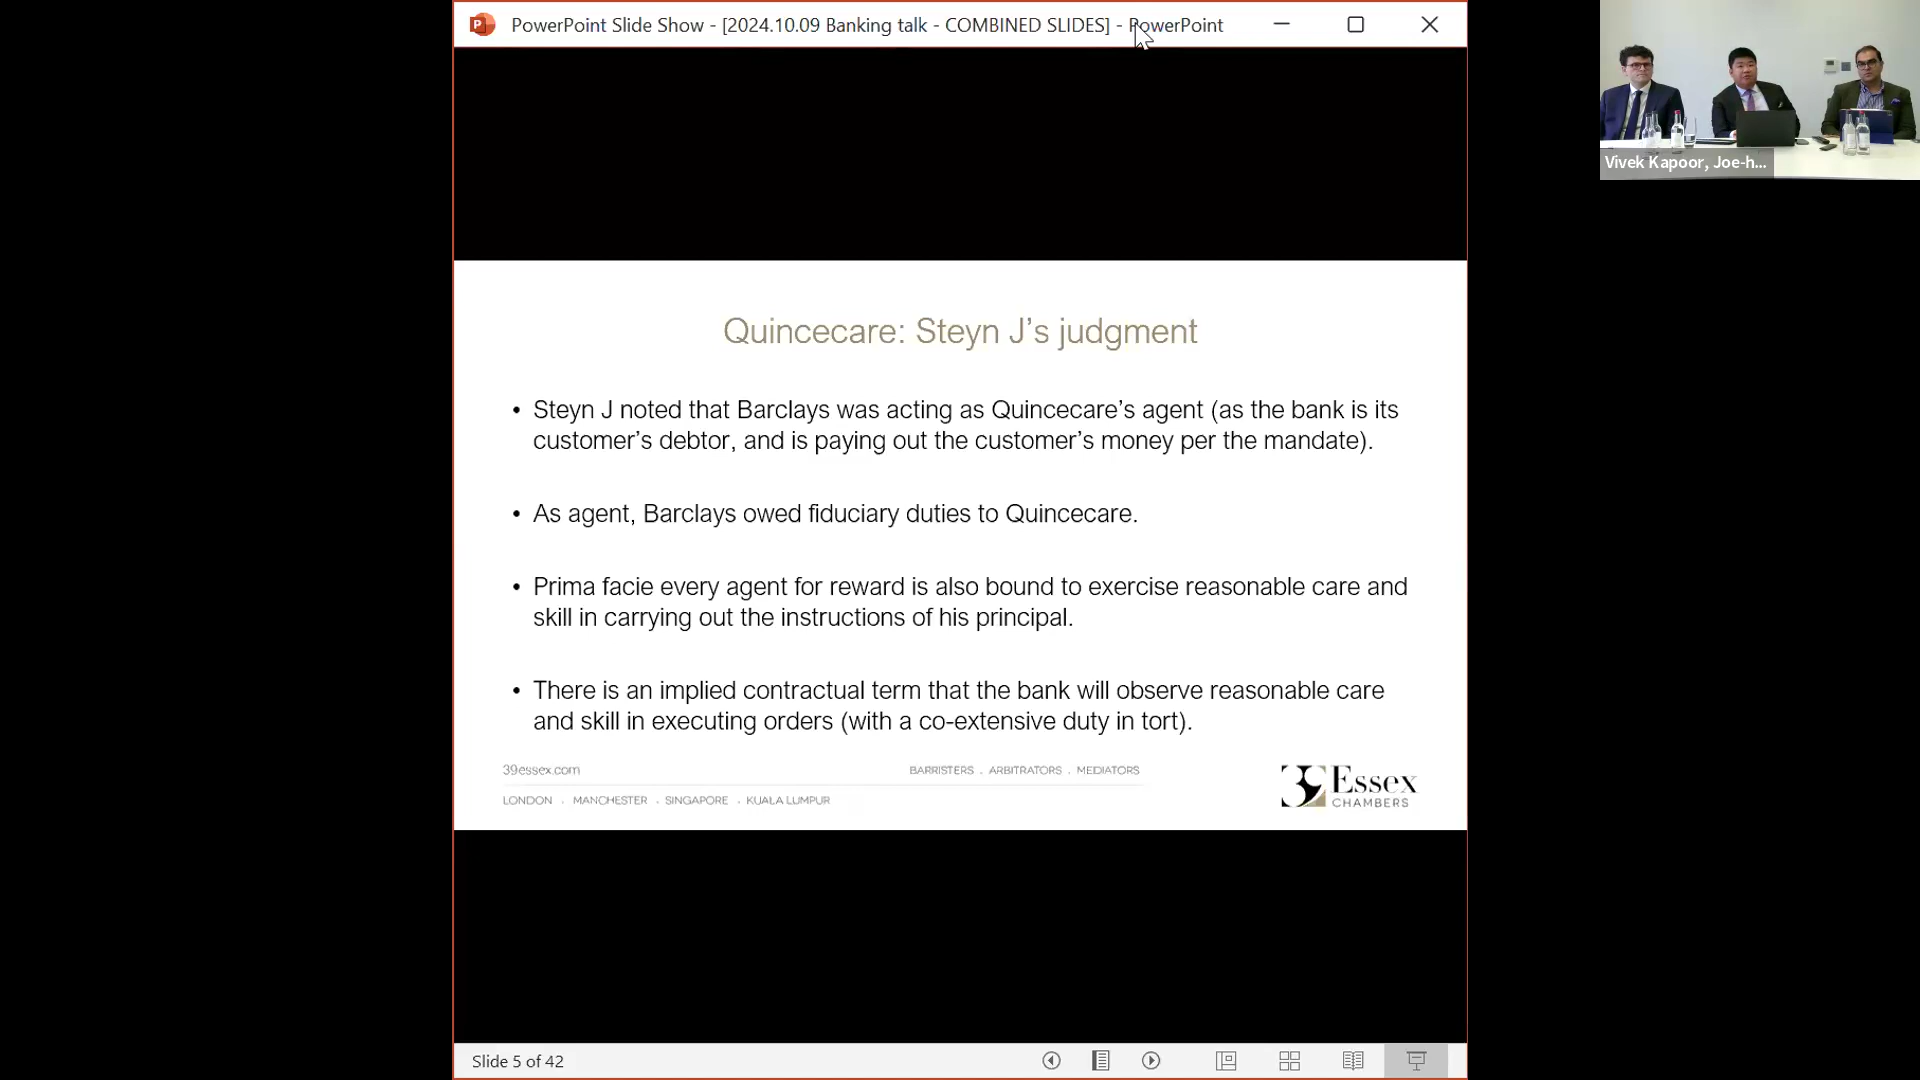 PowerPoint Slide Show - [2024.10.09 Banking talk - COMBINED SLIDES] - PowerPoint
Vivek Kapoor, Joe-h...
Quincecare: Steyn J’s judgment
• Steyn J noted that Barclays was acting as Quincecare’s agent (as the bank is its
customer’s debtor, and is paying out the customer’s money per the mandate).
• As agent, Barclays owed fiduciary duties to Quincecare.
• Prima facie every agent for reward is also bound to exercise reasonable care and
skill in carrying out the instructions of his principal.
• There is an implied contractual term that the bank will observe reasonable care
and skill in executing orders (with a co-extensive duty in tort).
39essex.com
BARRISTERS . ARBITRATORS . MEDIATORS
LONDON . MANCHESTER . SINGAPORE . KUALA LUMPUR
39 Essex
CHAMBERS
Slide 5 of 42